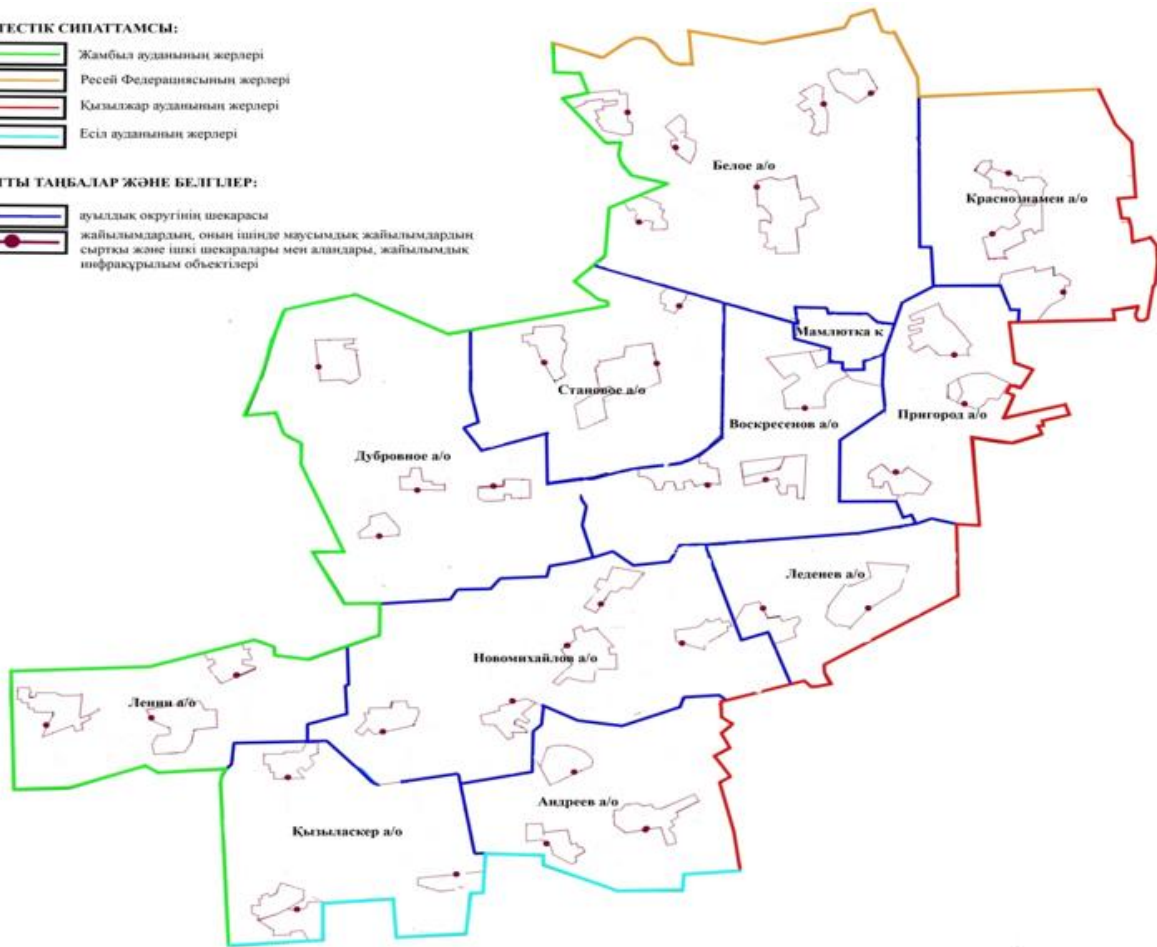 ТЕСТІК СИПАТТАМСЫ:
Жамбыл ауданының жерлері
Ресей Федерациясының жерлері
Қызылжар ауданының жерлері
Есіл ауданының жерлері
ТТЫ ТАҢБАЛАР ЖӘНЕ БЕЛГІЛЕР:
ауылдық округінің шекарасы
жайылымдардың, оның ішінде маусымдық жайылымдардың
сыртқы және ішкі шекаралары мен алаңдары, жайылымдық
инфрақұрылым объектілері
Белое а/о
Краснознамен а/о
Мамлютка к
Становое а/о
Воскресенов а/о
Пригород а/о
Дубровное а/о
Леденев а/о
Новомихайлов а/о
Ленин а/о
Андреев а/о
Қызыласкер а/о